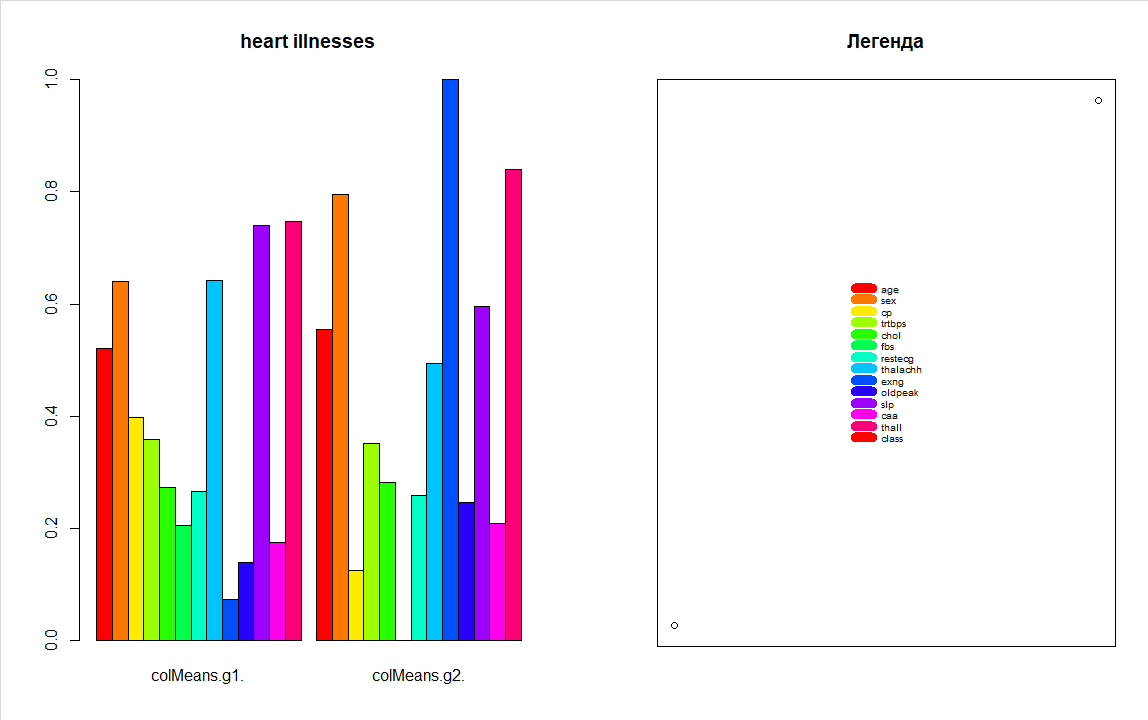 heart illnesses
1.0
0.8
0.6
0.4
0.2
0.0
colMeans.g1.
colMeans.g2.
Легенда
age
sex
cp
trtbps
chol
fbs
restecg
thalachh
exng
oldpeak
slp
caa
thall
class